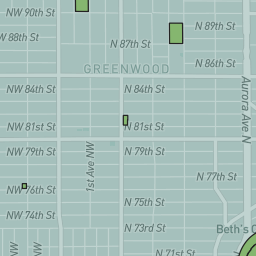 NW 90th St
N 89th St
NW 88th St
N 87th St
N 86th St
GREENWOOD
NW 84th St
N 84th St
Aurora Ave N
NW 81st St
N 81st St
NW 79th St
N 79th St
1st Ave NW
N 77th St
NW 76th St
N 75th St
NW 74th St
N 73rd St
Beth's C
N 71st St
NW
NW